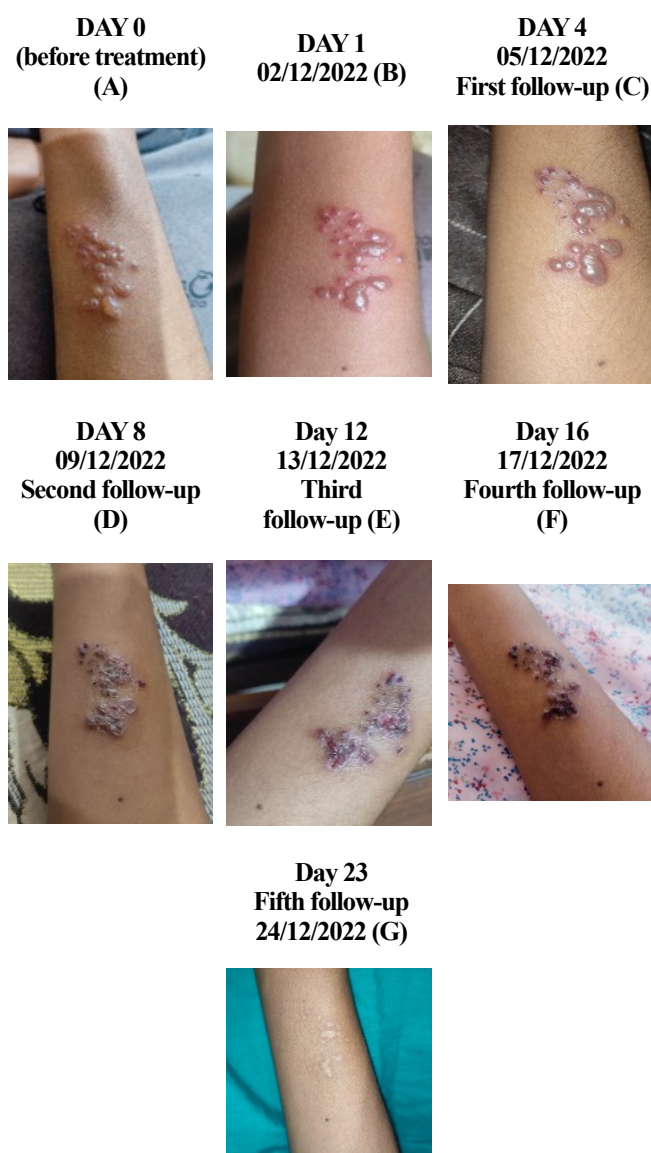 DAY 0
(before treatment)
(A)
DAY 1
02/12/2022 (B)
DAY 4
05/12/2022
First follow-up (C)
DAY 8
09/12/2022
Second follow-up
(D)
Day 12
13/12/2022
Third
follow-up (E)
Day 16
17/12/2022
Fourth follow-up
(F)
Day 23
Fifth follow-up
24/12/2022 (G)